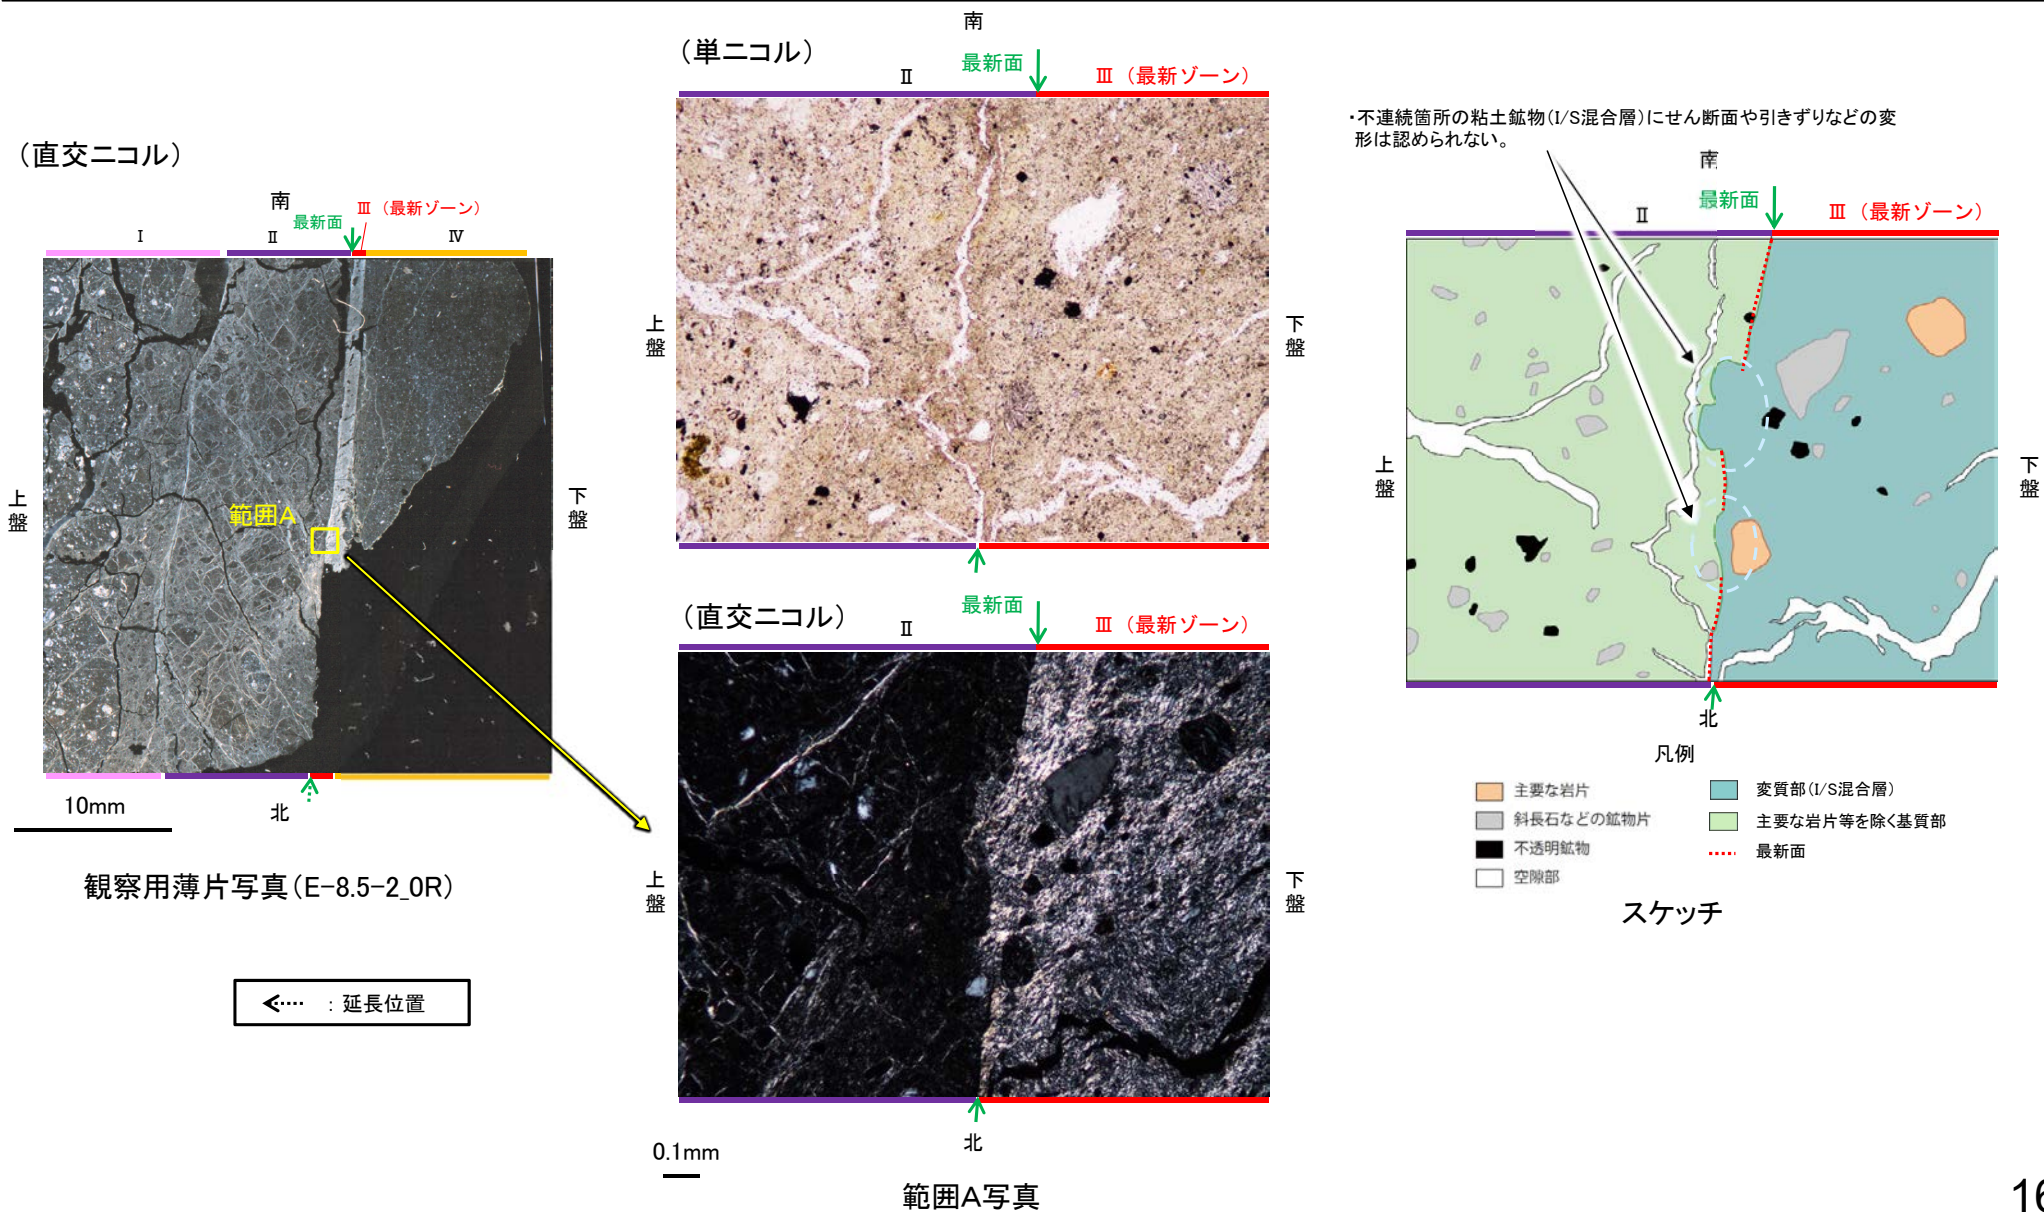 (直交ニコル)
南
最新面
Ⅲ (最新ゾーン)
Ⅰ
Ⅱ
Ⅳ
上盤
下盤
範囲A
北
10mm
観察用薄片写真(E-8.5-2_0R)
:延長位置
(単ニコル)
南
最新面
Ⅱ
Ⅲ (最新ゾーン)
上盤
下盤
(直交ニコル)
最新面
Ⅱ
Ⅲ (最新ゾーン)
上盤
下盤
北
0.1mm
範囲A写真
・不連続箇所の粘土鉱物(I/S混合層)にせん断面や引きずりなどの変
形は認められない。
南
最新面
Ⅱ
Ⅲ (最新ゾーン)
上盤
下盤
北
凡例
主要な岩片
斜長石などの鉱物片
不透明鉱物
空隙部
変質部(I/S混合層)
主要な岩片等を除く基質部
最新面
スケッチ